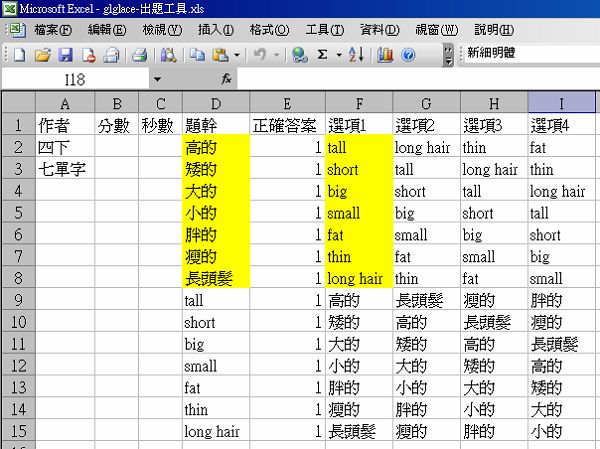 Microsoft Excel - glglace-出題工具.xls
檔案(F) 編輯(E) 檢視(V) 插入(I) 格式(O) 工具(T) 資料(D) 視窗(W) 說明(H)
Σ 新細明體
I18 fx
A B C D E F G H I
1 作者 分數 秒數 題幹 正確答案 選項1 選項2 選項3 選項4
2 四下 高的 1 tall long hair thin fat
3 七單字 矮的 1 short tall long hair thin
4 大的 1 big short tall long hair
5 小的 1 small big short tall
6 胖的 1 fat small big short
7 瘦的 1 thin fat small big
8 長頭髮 1 long hair thin fat small
9 tall 1 高的 長頭髮 瘦的 胖的
10 short 1 矮的 高的 長頭髮 瘦的
11 big 1 大的 矮的 高的 長頭髮
12 small 1 小的 大的 矮的 高的
13 fat 1 胖的 小的 大的 矮的
14 thin 1 瘦的 胖的 小的 大的
15 long hair 1 長頭髮 瘦的 胖的 小的